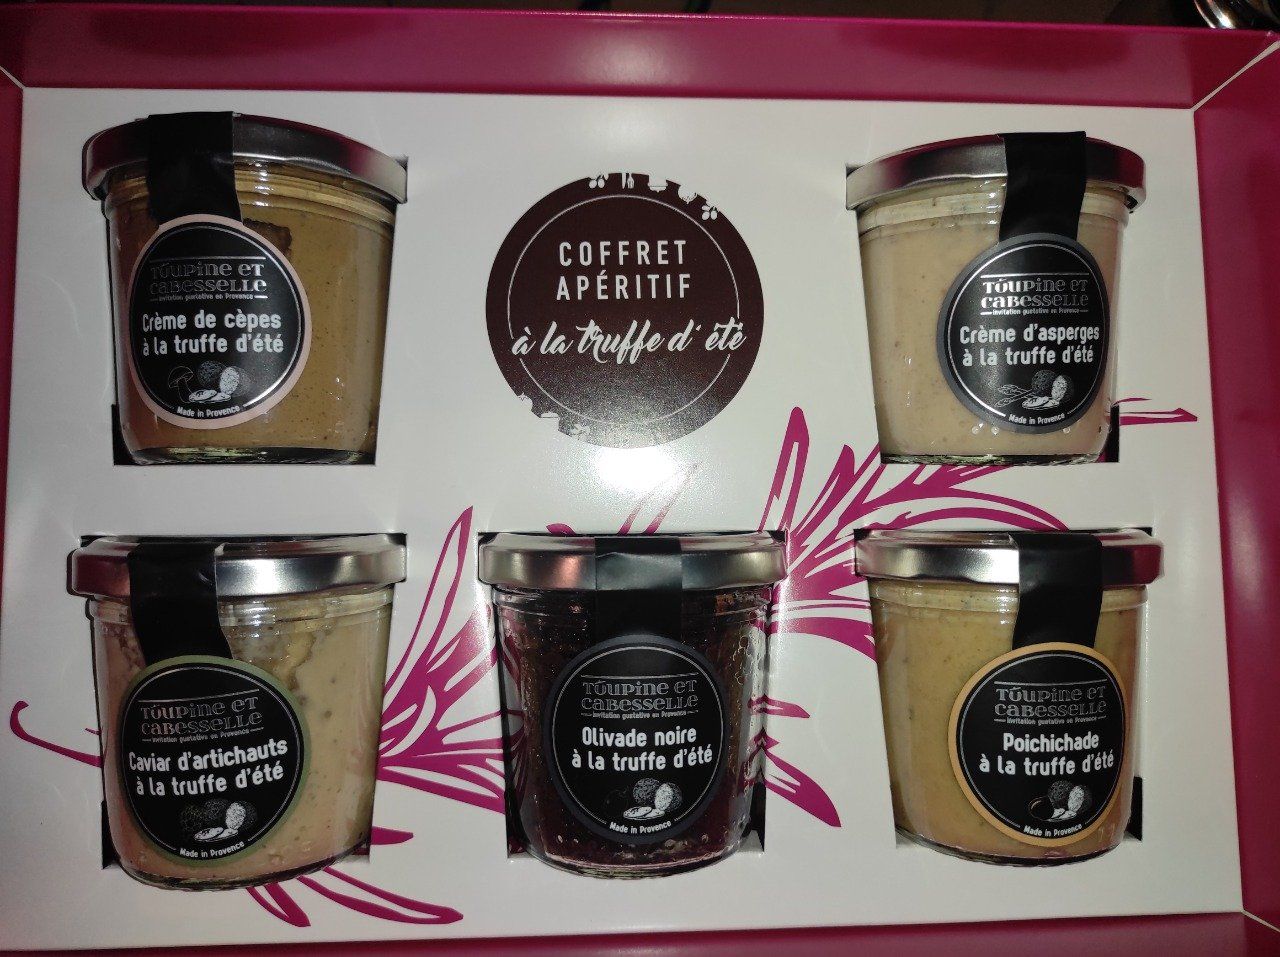 TOUPINE ET
CABESSELLE
invitation gustative en Provence
Crème de cèpes
à la truffe d'été
Made in Provence
COFFRET
APÉRITIF
à la truffe d'été
TOUPINE ET
CABESSELLE
invitation gustative en Provence
Crème d'asperges
à la truffe d'été
Made in Provence
TOUPINE ET
CABESSELLE
invitation gustative en Provence
Caviar d'artichauts
à la truffe d'été
Made in Provence
TOUPINE ET
CABESSELLE
invitation gustative en Provence
Olivade noire
à la truffe d'été
Made in Provence
TOUPINE ET
CABESSELLE
invitation gustative en Provence
Poichichade
à la truffe d'été
Made in Provence